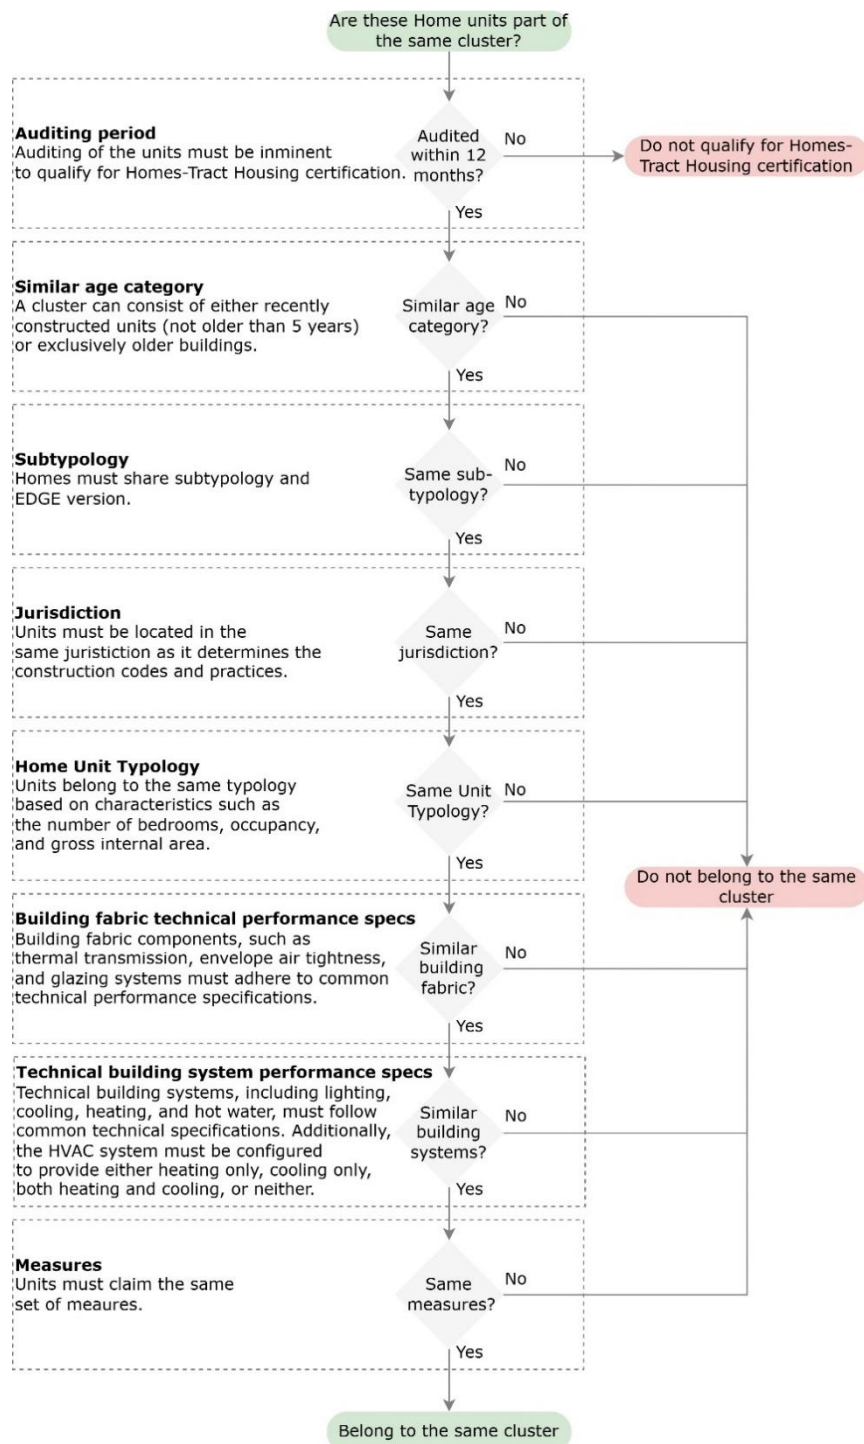 Are these Home units part of
the same cluster?
Auditing period
Auditing of the units must be inminent
to qualify for Homes-Tract Housing certification.
Audited
within 12
months?
No
Do not qualify for Homes-
Tract Housing certification
Yes
Similar age category
A cluster can consist of either recently
constructed units (not older than 5 years)
or exclusively older buildings.
Similar age
category?
No
Yes
Subtypology
Homes must share subtypology and
EDGE version.
Same sub-
typology?
No
Yes
Jurisdiction
Units must be located in the
same juristiction as it determines the
construction codes and practices.
Same
jurisdiction?
No
Yes
Home Unit Typology
Units belong to the same typology
based on characteristics such as
the number of bedrooms, occupancy,
and gross internal area.
Same Unit
Typology?
No
Yes
Do not belong to the same
cluster
Building fabric technical performance specs
Building fabric components, such as
thermal transmission, envelope air tightness,
and glazing systems must adhere to common
technical performance specifications.
Similar
building
fabric?
No
Yes
Technical building system performance specs
Technical building systems, including lighting,
cooling, heating, and hot water, must follow
common technical specifications. Additionally,
the HVAC system must be configured
to provide either heating only, cooling only,
both heating and cooling, or neither.
Similar
building
systems?
No
Yes
Measures
Units must claim the same
set of meaures.
Same
measures?
No
Yes
Belong to the same cluster